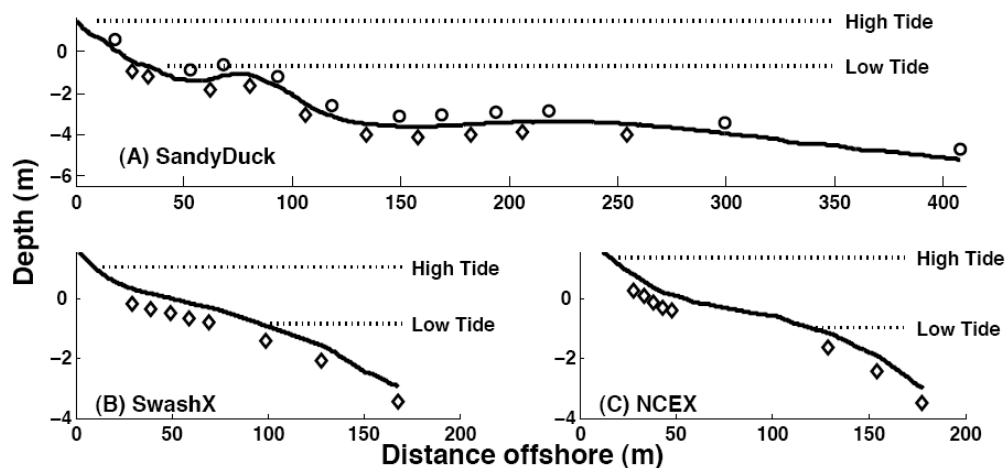 High Tide
0
Low Tide
−2
−4
(A) SandyDuck
−6
0 50 100 150 200 250 300 350 400
Depth (m)
High Tide High Tide
0 0
Low Tide Low Tide
−2 −2
(B) SwashX (C) NCEX
−4 −4
0 50 100 150 200 0 50 100 150 200
Distance offshore (m)